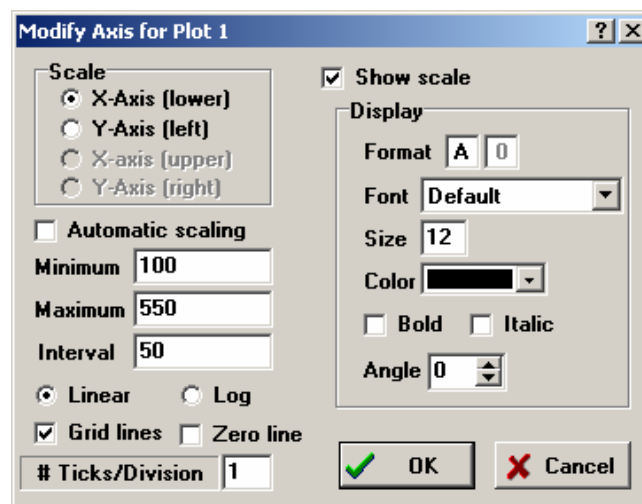 Modify Axis for Plot 1
Scale
X-Axis (lower)
Y-Axis (left)
X-axis (upper)
Y-Axis (right)
Automatic scaling
Minimum 100
Maximum 550
Interval 50
Linear Log
Grid lines Zero line
# Ticks/Division 1
Show scale
Display
Format A 0
Font Default
Size 12
Color
Bold Italic
Angle 0
OK Cancel